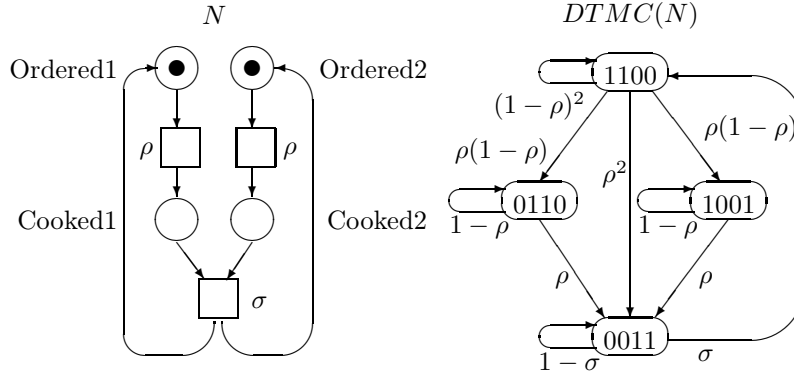 N
DTMC(N)
Ordered1
Ordered2
ρ
ρ
Cooked1
Cooked2
σ
1100
(1 − ρ)²
ρ(1 − ρ)
ρ²
ρ(1 − ρ)
0110
1 − ρ
1001
1 − ρ
ρ
ρ
0011
1 − σ
σ